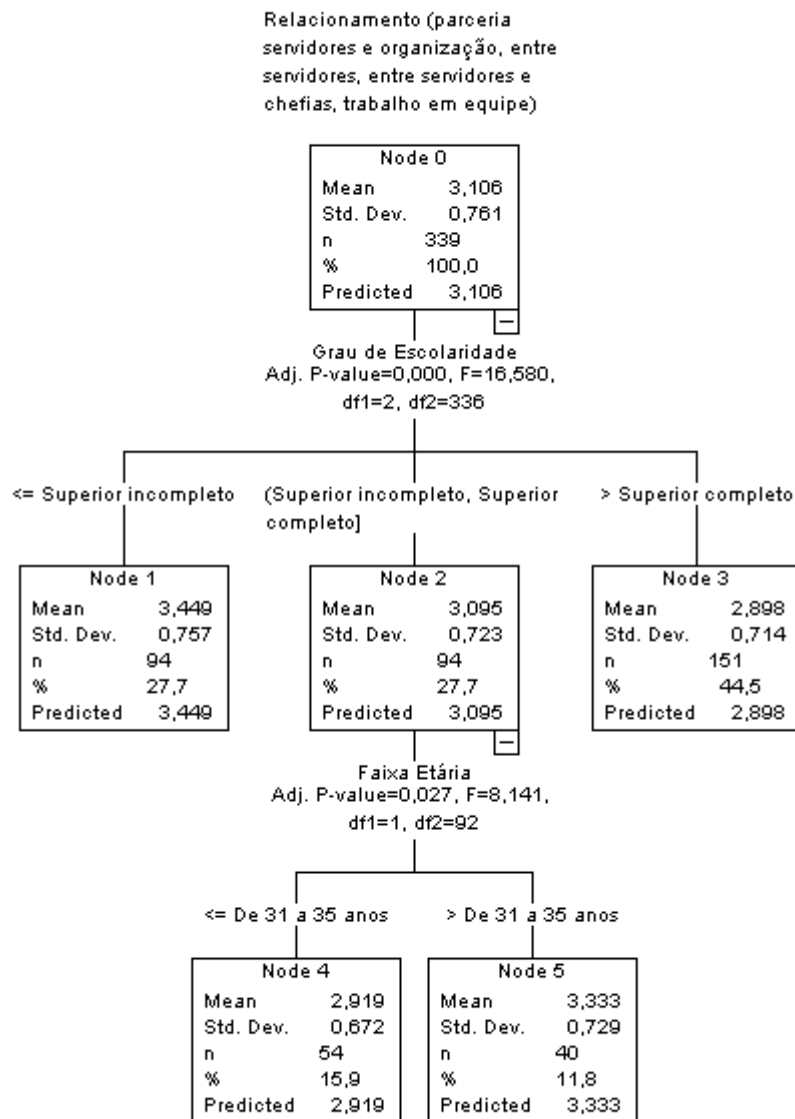 Relacionamento (parceria
servidores e organização, entre
servidores, entre servidores e
chefias, trabalho em equipe)
Node 0
Mean 3,106
Std. Dev. 0,761
n 339
% 100,0
Predicted 3,106
Grau de Escolaridade
Adj. P-value=0,000, F=16,580,
df1=2, df2=336
<= Superior incompleto
(Superior incompleto, Superior
completo]
> Superior completo
Node 1
Mean 3,449
Std. Dev. 0,757
n 94
% 27,7
Predicted 3,449
Node 2
Mean 3,095
Std. Dev. 0,723
n 94
% 27,7
Predicted 3,095
Node 3
Mean 2,898
Std. Dev. 0,714
n 151
% 44,5
Predicted 2,898
Faixa Etária
Adj. P-value=0,027, F=8,141,
df1=1, df2=92
<= De 31 a 35 anos
> De 31 a 35 anos
Node 4
Mean 2,919
Std. Dev. 0,672
n 54
% 15,9
Predicted 2,919
Node 5
Mean 3,333
Std. Dev. 0,729
n 40
% 11,8
Predicted 3,333